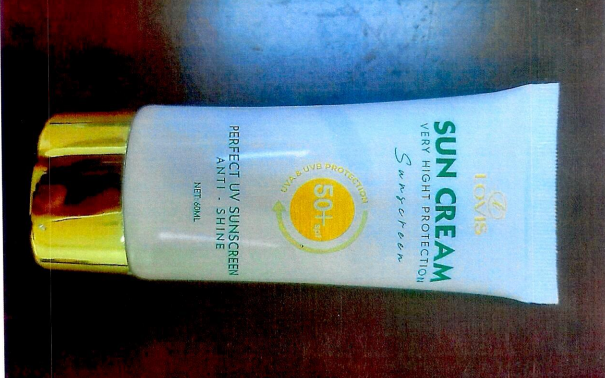 LOVIS
SUN CREAM
VERY HIGHT PROTECTION
Sunscreen
UVA & UVB PROTECTION
50+
spf
PERFECT UV SUNSCREEN
ANTI - SHINE
NET: 60ML